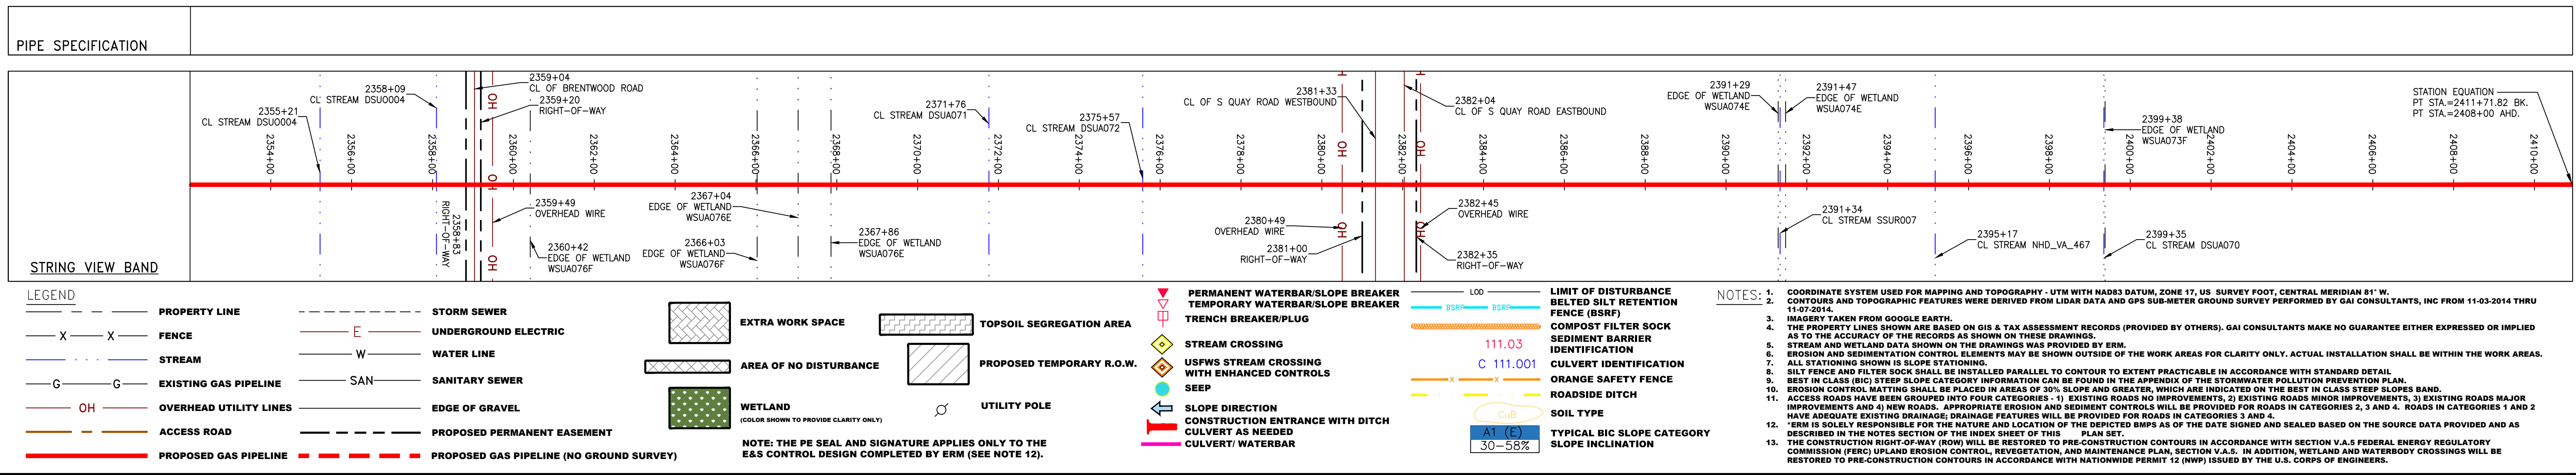 PIPE SPECIFICATION
STRING VIEW BAND
2355+21
CL STREAM DSUO004
2358+09
CL STREAM DSUO004
2359+04
CL OF BRENTWOOD ROAD
2359+20
RIGHT-OF-WAY
2371+76
CL STREAM DSUA071
2375+57
CL STREAM DSUA072
2381+33
CL OF S QUAY ROAD WESTBOUND
2382+04
CL OF S QUAY ROAD EASTBOUND
2391+29
EDGE OF WETLAND
WSUA074E
2391+47
EDGE OF WETLAND
WSUA074E
2399+38
EDGE OF WETLAND
WSUA073F
STATION EQUATION
PT STA.=2411+71.82 BK.
PT STA.=2408+00 AHD.
2354+00
2356+00
2358+00
2360+00
2362+00
2364+00
2366+00
2368+00
2370+00
2372+00
2374+00
2376+00
2378+00
2380+00
2382+00
2384+00
2386+00
2388+00
2390+00
2392+00
2394+00
2396+00
2398+00
2400+00
2402+00
2404+00
2406+00
2408+00
2410+00
OH
OH
OH
OH
H
OH
OH
H
OH
OH
2358+83
RIGHT-OF-WAY
2359+49
OVERHEAD WIRE
2360+42
EDGE OF WETLAND
WSUA076F
2366+03
EDGE OF WETLAND
WSUA076F
2367+04
EDGE OF WETLAND
WSUA076E
2367+86
EDGE OF WETLAND
WSUA076E
2380+49
OVERHEAD WIRE
2381+00
RIGHT-OF-WAY
2382+45
OVERHEAD WIRE
2382+35
RIGHT-OF-WAY
2391+34
CL STREAM SSUR007
2395+17
CL STREAM NHD_VA_467
2399+35
CL STREAM DSUA070
LEGEND
PROPERTY LINE
X X FENCE
STREAM
G G EXISTING GAS PIPELINE
OH OVERHEAD UTILITY LINES
ACCESS ROAD
PROPOSED GAS PIPELINE
STORM SEWER
E UNDERGROUND ELECTRIC
W WATER LINE
SAN SANITARY SEWER
EDGE OF GRAVEL
PROPOSED PERMANENT EASEMENT
PROPOSED GAS PIPELINE (NO GROUND SURVEY)
EXTRA WORK SPACE
AREA OF NO DISTURBANCE
WETLAND
(COLOR SHOWN TO PROVIDE CLARITY ONLY)
TOPSOIL SEGREGATION AREA
PROPOSED TEMPORARY R.O.W.
UTILITY POLE
NOTE: THE PE SEAL AND SIGNATURE APPLIES ONLY TO THE
E&S CONTROL DESIGN COMPLETED BY ERM (SEE NOTE 12).
PERMANENT WATERBAR/SLOPE BREAKER
TEMPORARY WATERBAR/SLOPE BREAKER
TRENCH BREAKER/PLUG
STREAM CROSSING
USFWS STREAM CROSSING
WITH ENHANCED CONTROLS
SEEP
SLOPE DIRECTION
CONSTRUCTION ENTRANCE WITH DITCH
CULVERT AS NEEDED
CULVERT/ WATERBAR
LOD LIMIT OF DISTURBANCE
BSRF BSRF BELTED SILT RETENTION
FENCE (BSRF)
COMPOST FILTER SOCK
111.03 SEDIMENT BARRIER
IDENTIFICATION
C 111.001 CULVERT IDENTIFICATION
X X ORANGE SAFETY FENCE
ROADSIDE DITCH
CuB SOIL TYPE
A1 (E) TYPICAL BIC SLOPE CATEGORY
30-58% SLOPE INCLINATION
NOTES:
1. COORDINATE SYSTEM USED FOR MAPPING AND TOPOGRAPHY - UTM WITH NAD83 DATUM, ZONE 17, US SURVEY FOOT, CENTRAL MERIDIAN 81° W.
2. CONTOURS AND TOPOGRAPHIC FEATURES WERE DERIVED FROM LIDAR DATA AND GPS SUB-METER GROUND SURVEY PERFORMED BY GAI CONSULTANTS, INC FROM 11-03-2014 THRU
11-07-2014.
3. IMAGERY TAKEN FROM GOOGLE EARTH.
4. THE PROPERTY LINES SHOWN ARE BASED ON GIS & TAX ASSESSMENT RECORDS (PROVIDED BY OTHERS). GAI CONSULTANTS MAKE NO GUARANTEE EITHER EXPRESSED OR IMPLIED
AS TO THE ACCURACY OF THE RECORDS AS SHOWN ON THESE DRAWINGS.
5. STREAM AND WETLAND DATA SHOWN ON THE DRAWINGS WAS PROVIDED BY ERM.
6. EROSION AND SEDIMENTATION CONTROL ELEMENTS MAY BE SHOWN OUTSIDE OF THE WORK AREAS FOR CLARITY ONLY. ACTUAL INSTALLATION SHALL BE WITHIN THE WORK AREAS.
7. ALL STATIONING SHOWN IS SLOPE STATIONING.
8. SILT FENCE AND FILTER SOCK SHALL BE INSTALLED PARALLEL TO CONTOUR TO EXTENT PRACTICABLE IN ACCORDANCE WITH STANDARD DETAIL
9. BEST IN CLASS (BIC) STEEP SLOPE CATEGORY INFORMATION CAN BE FOUND IN THE APPENDIX OF THE STORMWATER POLLUTION PREVENTION PLAN.
10. EROSION CONTROL MATTING SHALL BE PLACED IN AREAS OF 30% SLOPE AND GREATER, WHICH ARE INDICATED ON THE BEST IN CLASS STEEP SLOPES BAND.
11. ACCESS ROADS HAVE BEEN GROUPED INTO FOUR CATEGORIES - 1) EXISTING ROADS NO IMPROVEMENTS, 2) EXISTING ROADS MINOR IMPROVEMENTS, 3) EXISTING ROADS MAJOR
IMPROVEMENTS AND 4) NEW ROADS. APPROPRIATE EROSION AND SEDIMENT CONTROLS WILL BE PROVIDED FOR ROADS IN CATEGORIES 2, 3 AND 4. ROADS IN CATEGORIES 1 AND 2
HAVE ADEQUATE EXISTING DRAINAGE; DRAINAGE FEATURES WILL BE PROVIDED FOR ROADS IN CATEGORIES 3 AND 4.
12. *ERM IS SOLELY RESPONSIBLE FOR THE NATURE AND LOCATION OF THE DEPICTED BMPS AS OF THE DATE SIGNED AND SEALED BASED ON THE SOURCE DATA PROVIDED AND AS
DESCRIBED IN THE NOTES SECTION OF THE INDEX SHEET OF THIS PLAN SET.
13. THE CONSTRUCTION RIGHT-OF-WAY (ROW) WILL BE RESTORED TO PRE-CONSTRUCTION CONTOURS IN ACCORDANCE WITH SECTION V.A.5 FEDERAL ENERGY REGULATORY
COMMISSION (FERC) UPLAND EROSION CONTROL, REVEGETATION, AND MAINTENANCE PLAN, SECTION V.A.5. IN ADDITION, WETLAND AND WATERBODY CROSSINGS WILL BE
RESTORED TO PRE-CONSTRUCTION CONTOURS IN ACCORDANCE WITH NATIONWIDE PERMIT 12 (NWP) ISSUED BY THE U.S. CORPS OF ENGINEERS.